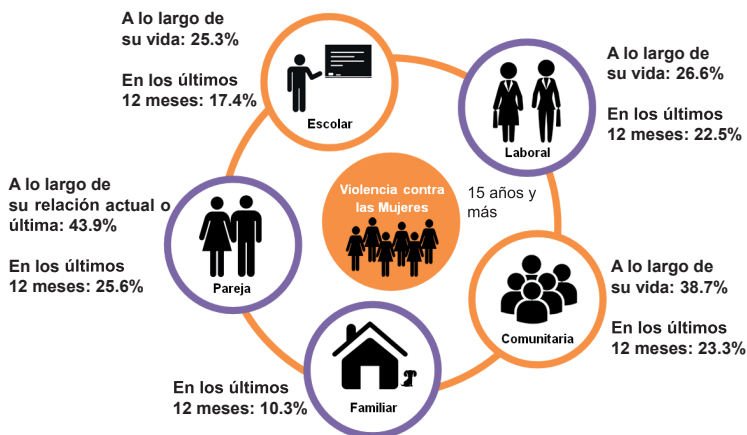 A lo largo de
su vida: 25.3%
En los últimos
12 meses: 17.4%
Escolar
A lo largo de
su vida: 26.6%
En los últimos
12 meses: 22.5%
Laboral
Violencia contra
las Mujeres
15 años y
más
A lo largo de
su relación actual o
última: 43.9%
En los últimos
12 meses: 25.6%
Pareja
A lo largo de
su vida: 38.7%
En los últimos
12 meses: 23.3%
Comunitaria
En los últimos
12 meses: 10.3%
Familiar